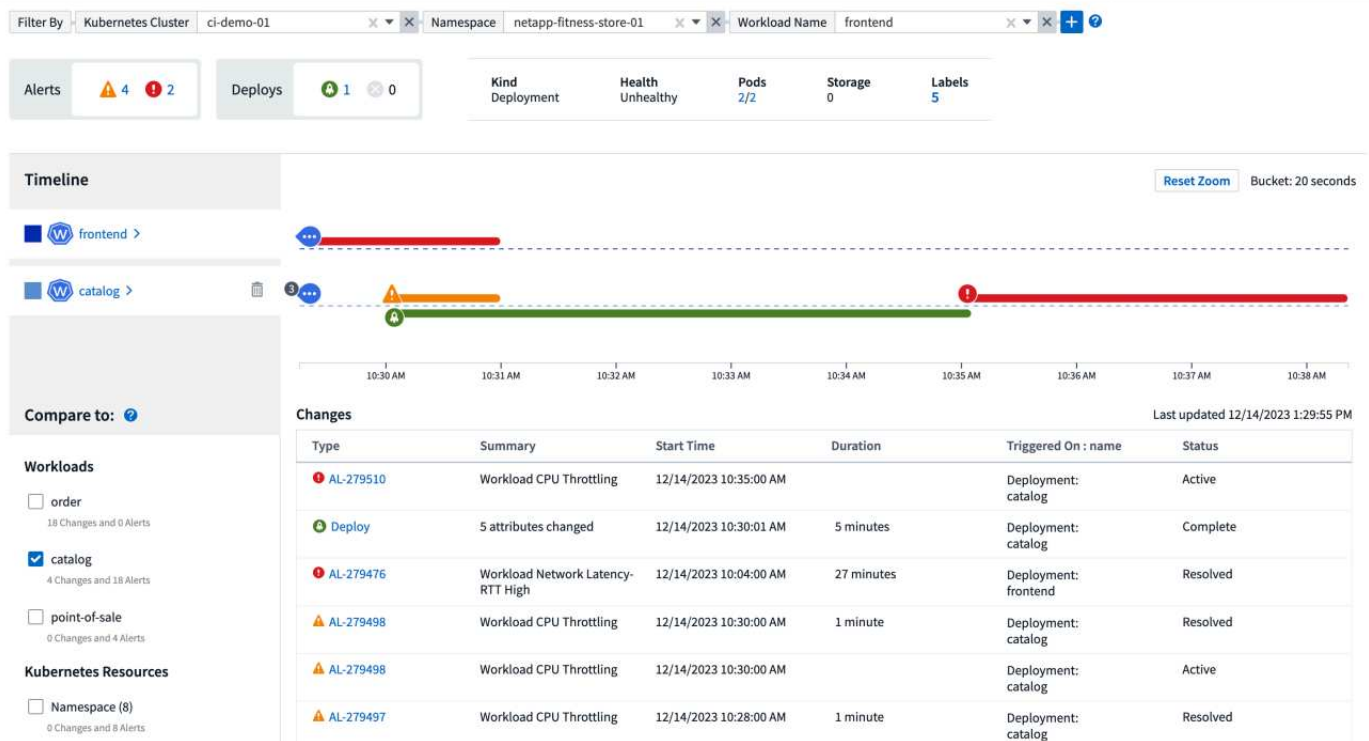 Filter By Kubernetes Cluster ci-demo-01 Namespace netapp-fitness-store-01 Workload Name frontend
Alerts 4 2 Deploys 1 0
Kind Health Pods Storage Labels
Deployment Unhealthy 2/2 0 5
Timeline
Reset Zoom Bucket: 20 seconds
W frontend >
W catalog > 3
10:30 AM 10:31 AM 10:32 AM 10:33 AM 10:34 AM 10:35 AM 10:36 AM 10:37 AM 10:38 AM
Compare to:
Workloads
order
18 Changes and 0 Alerts
catalog
4 Changes and 18 Alerts
point-of-sale
0 Changes and 4 Alerts
Kubernetes Resources
Namespace (8)
0 Changes and 8 Alerts
Changes Last updated 12/14/2023 1:29:55 PM
Type Summary Start Time Duration Triggered On : name Status
AL-279510 Workload CPU Throttling 12/14/2023 10:35:00 AM Deployment: Active
catalog
Deploy 5 attributes changed 12/14/2023 10:30:01 AM 5 minutes Deployment: Complete
catalog
AL-279476 Workload Network Latency- 12/14/2023 10:04:00 AM 27 minutes Deployment: Resolved
RTT High frontend
AL-279498 Workload CPU Throttling 12/14/2023 10:30:00 AM 1 minute Deployment: Resolved
catalog
AL-279498 Workload CPU Throttling 12/14/2023 10:30:00 AM Deployment: Active
catalog
AL-279497 Workload CPU Throttling 12/14/2023 10:28:00 AM 1 minute Deployment: Resolved
catalog